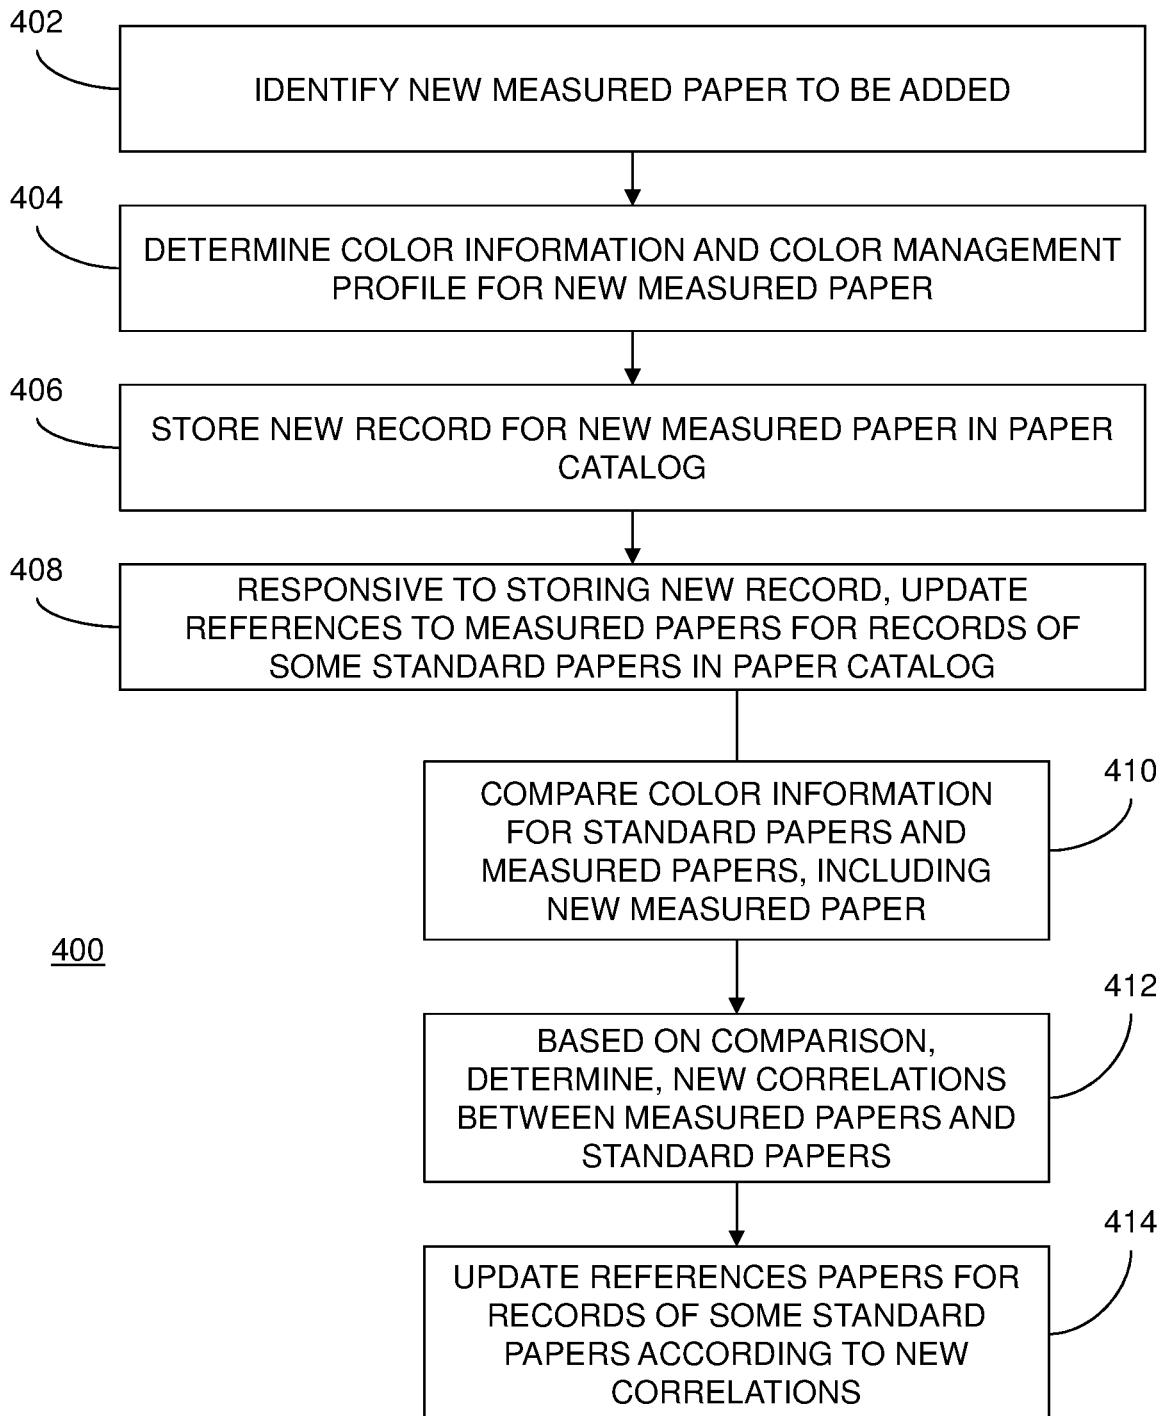 402
IDENTIFY NEW MEASURED PAPER TO BE ADDED
404
DETERMINE COLOR INFORMATION AND COLOR MANAGEMENT
PROFILE FOR NEW MEASURED PAPER
406
STORE NEW RECORD FOR NEW MEASURED PAPER IN PAPER
CATALOG
408
RESPONSIVE TO STORING NEW RECORD, UPDATE
REFERENCES TO MEASURED PAPERS FOR RECORDS OF
SOME STANDARD PAPERS IN PAPER CATALOG
410
COMPARE COLOR INFORMATION
FOR STANDARD PAPERS AND
MEASURED PAPERS, INCLUDING
NEW MEASURED PAPER
400
412
BASED ON COMPARISON,
DETERMINE, NEW CORRELATIONS
BETWEEN MEASURED PAPERS AND
STANDARD PAPERS
414
UPDATE REFERENCES PAPERS FOR
RECORDS OF SOME STANDARD
PAPERS ACCORDING TO NEW
CORRELATIONS